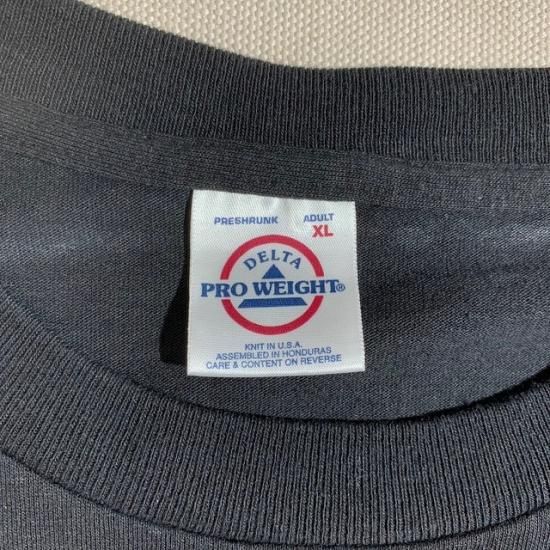 PRESHRUNK ADULT
XL
DELTA
PRO WEIGHT®
KNIT IN U.S.A.
ASSEMBLED IN HONDURAS
CARE & CONTENT ON REVERSE